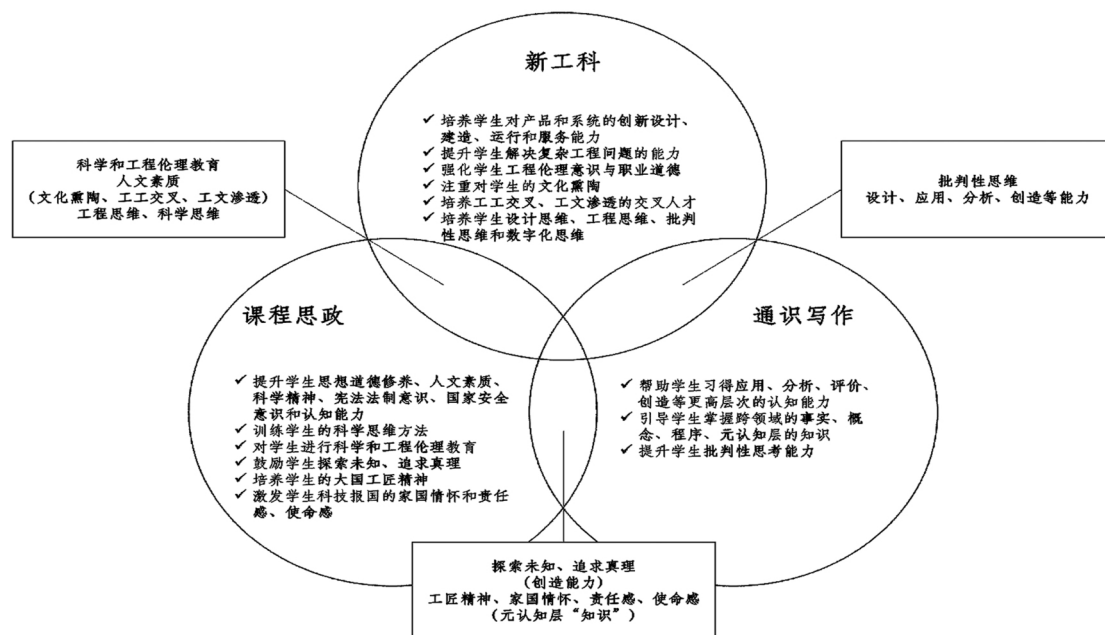 新工科
✓ 培养学生对产品和系统的创新设计、
建造、运行和服务能力
✓ 提升学生解决复杂工程问题的能力
✓ 强化学生工程伦理意识与职业道德
✓ 注重对学生的文化熏陶
✓ 培养工工交叉、工文渗透的交叉人才
✓ 培养学生设计思维、工程思维、批判
性思维和数字化思维
科学和工程伦理教育
人文素质
（文化熏陶、工工交叉、工文渗透）
工程思维、科学思维
批判性思维
设计、应用、分析、创造等能力
课程思政
✓ 提升学生思想道德修养、人文素质、
科学精神、宪法法制意识、国家安全
意识和认知能力
✓ 训练学生的科学思维方法
✓ 对学生进行科学和工程伦理教育
✓ 鼓励学生探索未知、追求真理
✓ 培养学生的大国工匠精神
✓ 激发学生科技报国的家国情怀和责任
感、使命感
通识写作
✓ 帮助学生习得应用、分析、评价、
创造等更高层次的认知能力
✓ 引导学生掌握跨领域的事实、概
念、程序、元认知层的知识
✓ 提升学生批判性思考能力
探索未知、追求真理
（创造能力）
工匠精神、家国情怀、责任感、使命感
（元认知层“知识”）